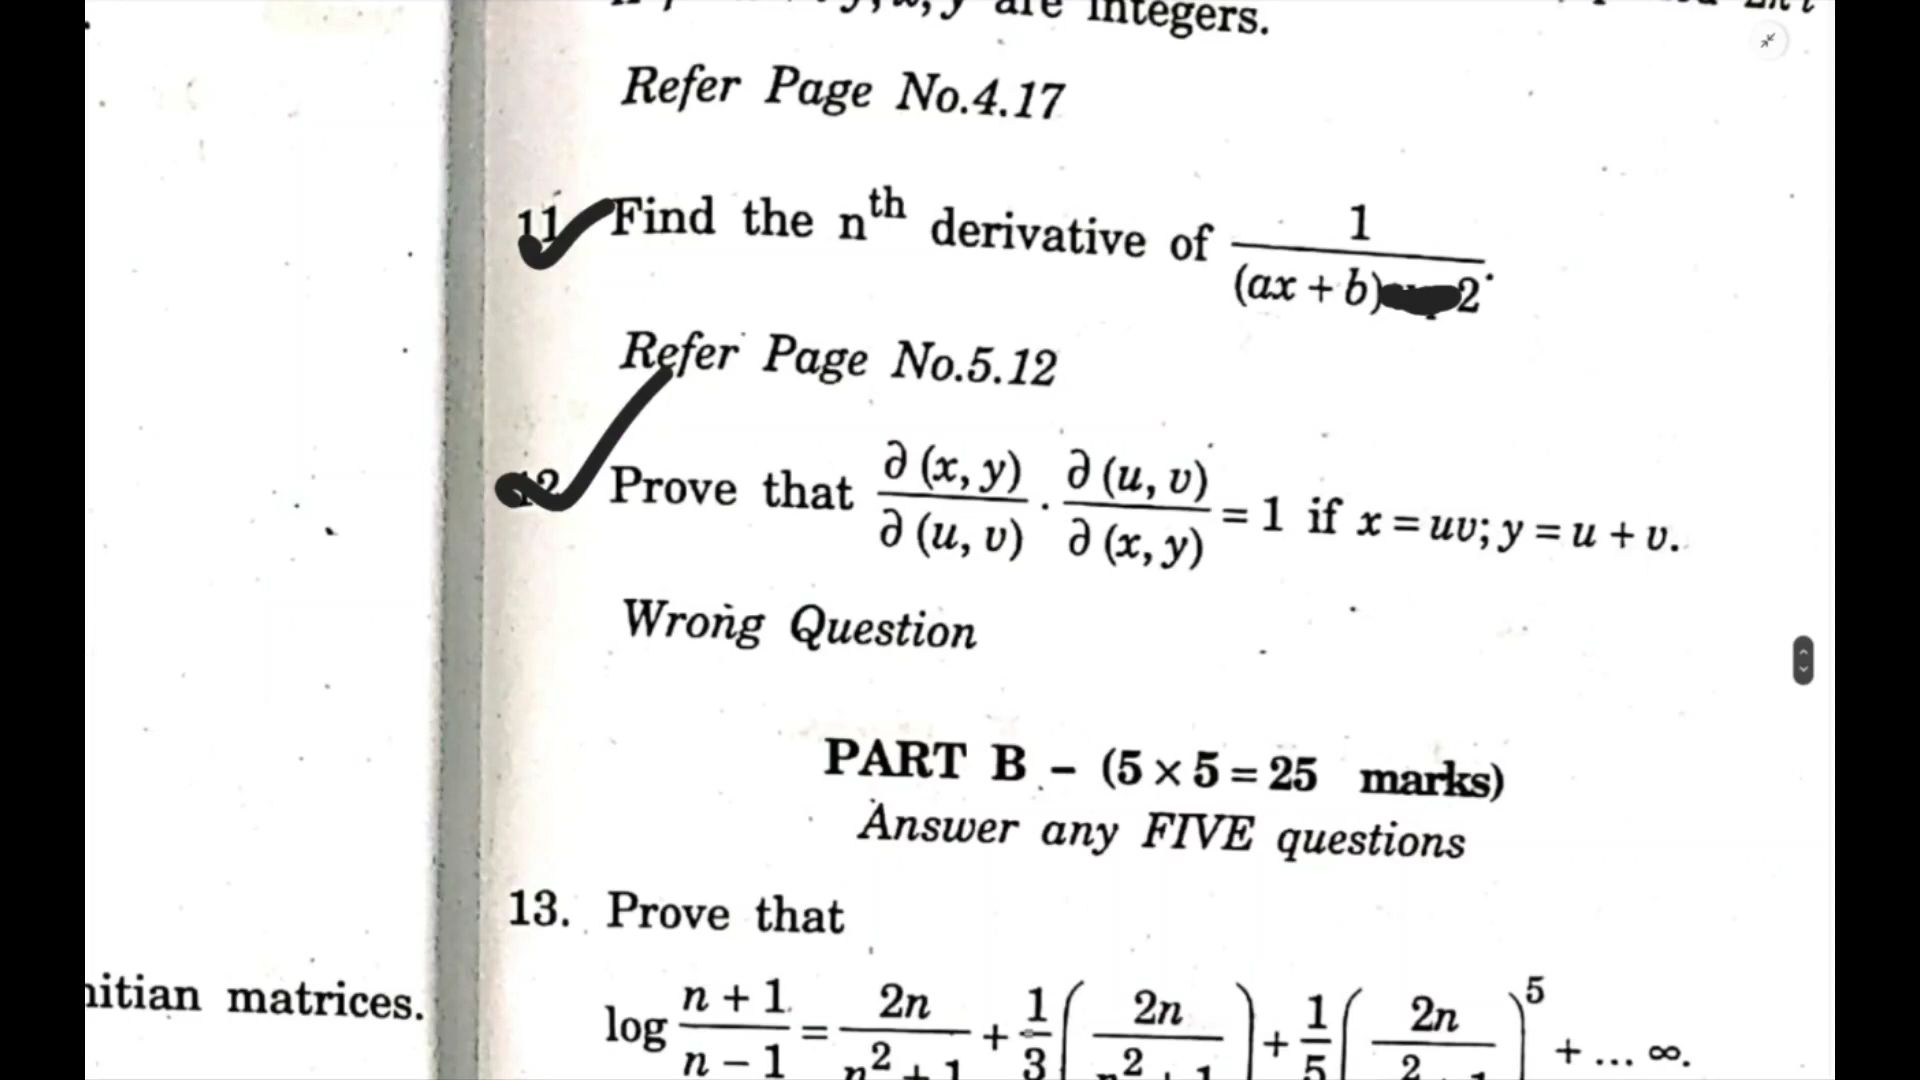 are integers.
Refer Page No.4.17
11 Find the nth derivative of 1/(ax + b) 2.
Refer Page No.5.12
12 Prove that ∂(x, y)/∂(u, v) · ∂(u, v)/∂(x, y) = 1 if x = uv; y = u + v.
Wrong Question
PART B – (5 × 5 = 25 marks)
Answer any FIVE questions
13. Prove that
matrices.
log (n + 1)/(n – 1) = 2n/(n² + 1) + 1/3 (2n/(n² + 1)) + 1/5 (2n/( 2 1))^5 + ... ∞.